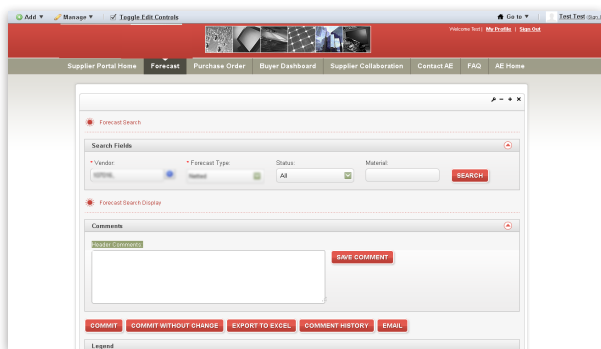 Add ▼ Manage ▼ Toggle Edit Controls Go to ▼ Test Test (Sign
Welcome Test | My Profile | Sign Out
Supplier Portal Home Forecast Purchase Order Buyer Dashboard Supplier Collaboration Contact AE FAQ AE Home
Forecast Search
Search Fields
* Vendor: * Forecast Type: Status: Material:
All SEARCH
Forecast Search Display
Comments
Header Comments:
SAVE COMMENT
COMMIT COMMIT WITHOUT CHANGE EXPORT TO EXCEL COMMENT HISTORY EMAIL
Legend